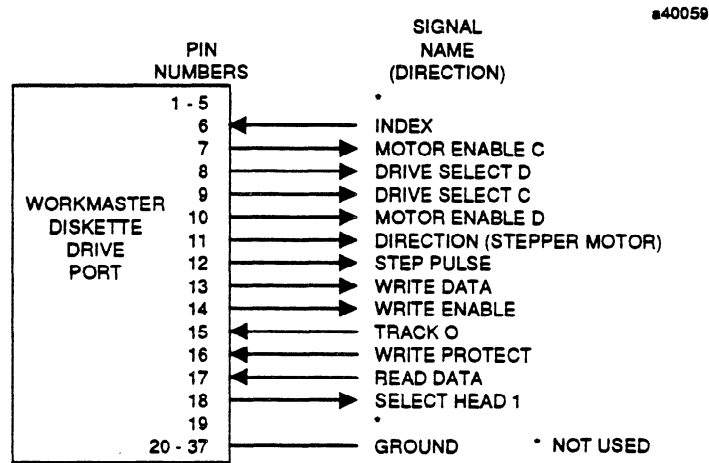 a40059
PIN
NUMBERS
SIGNAL
NAME
(DIRECTION)
WORKMASTER
DISKETTE
DRIVE
PORT
1 - 5 *
6 INDEX
7 MOTOR ENABLE C
8 DRIVE SELECT D
9 DRIVE SELECT C
10 MOTOR ENABLE D
11 DIRECTION (STEPPER MOTOR)
12 STEP PULSE
13 WRITE DATA
14 WRITE ENABLE
15 TRACK O
16 WRITE PROTECT
17 READ DATA
18 SELECT HEAD 1
19 *
20 - 37 GROUND * NOT USED